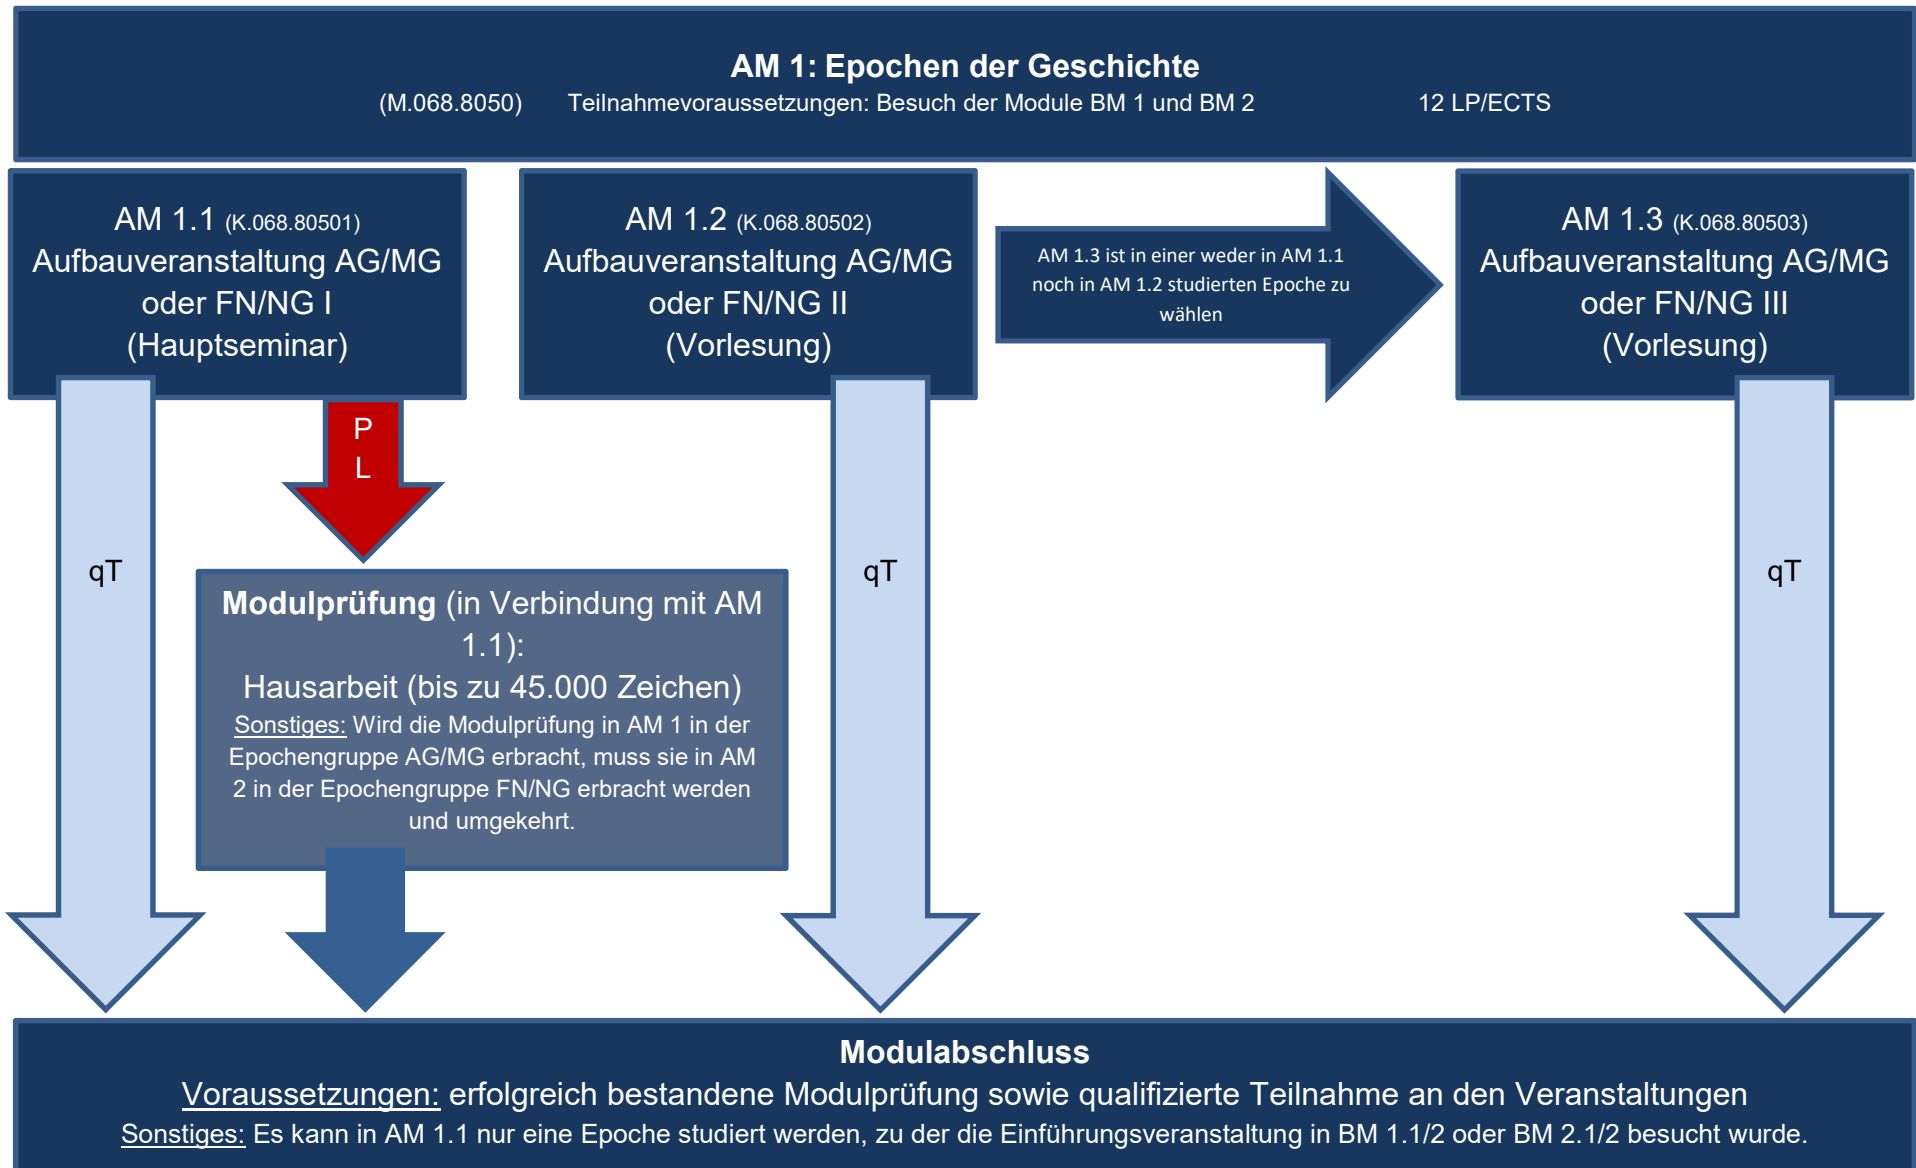 AM 1: Epochen der Geschichte
(M.068.8050) Teilnahmevoraussetzungen: Besuch der Module BM 1 und BM 2 12 LP/ECTS
AM 1.1 (K.068.80501)
Aufbauveranstaltung AG/MG
oder FN/NG I
(Hauptseminar)
AM 1.2 (K.068.80502)
Aufbauveranstaltung AG/MG
oder FN/NG II
(Vorlesung)
AM 1.3 ist in einer weder in AM 1.1
noch in AM 1.2 studierten Epoche zu
wählen
AM 1.3 (K.068.80503)
Aufbauveranstaltung AG/MG
oder FN/NG III
(Vorlesung)
P
L
qT
qT
qT
Modulprüfung (in Verbindung mit AM
1.1):
Hausarbeit (bis zu 45.000 Zeichen)
Sonstiges: Wird die Modulprüfung in AM 1 in der
Epochengruppe AG/MG erbracht, muss sie in AM
2 in der Epochengruppe FN/NG erbracht werden
und umgekehrt.
Modulabschluss
Voraussetzungen: erfolgreich bestandene Modulprüfung sowie qualifizierte Teilnahme an den Veranstaltungen
Sonstiges: Es kann in AM 1.1 nur eine Epoche studiert werden, zu der die Einführungsveranstaltung in BM 1.1/2 oder BM 2.1/2 besucht wurde.